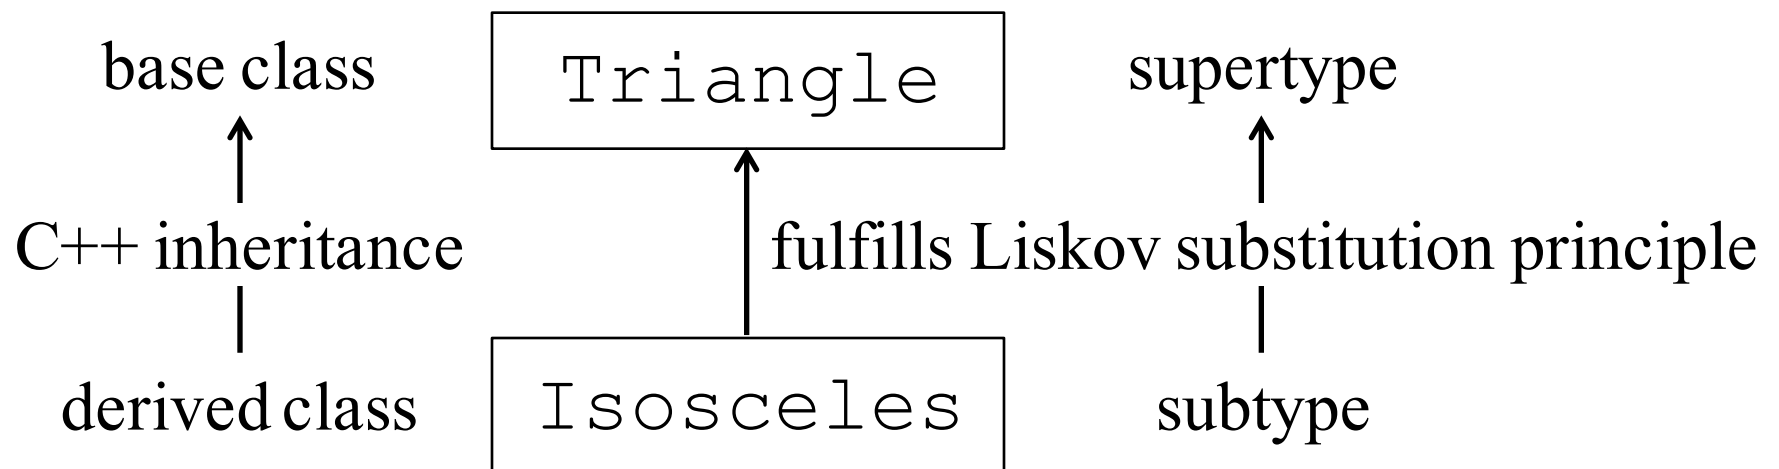 base class
Triangle
supertype
C++ inheritance
fulfills Liskov substitution principle
derived class
Isosceles
subtype